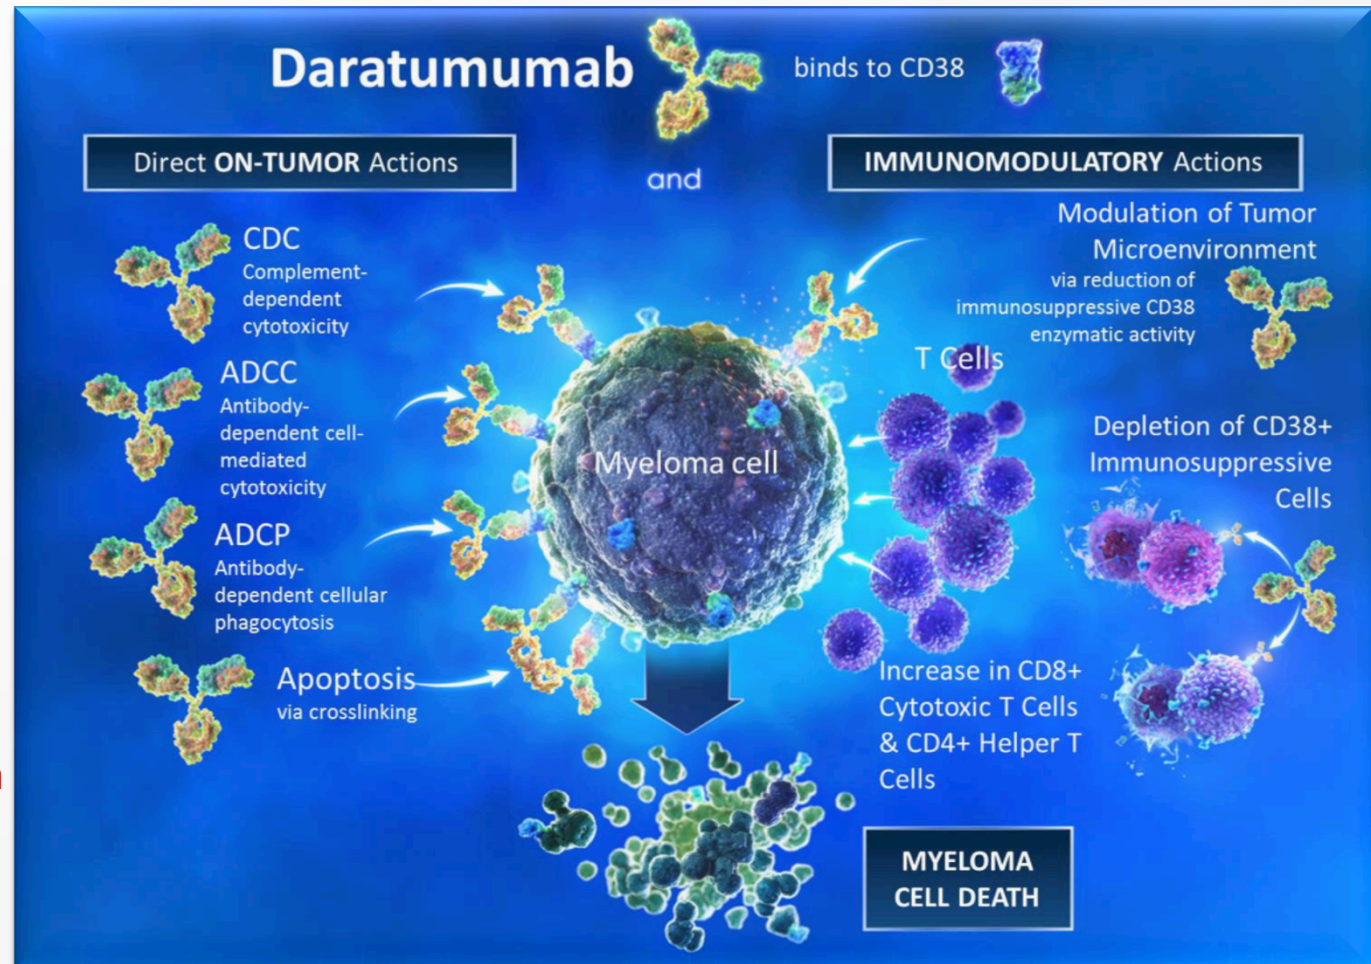 Daratumumab
binds to CD38
and
Direct ON-TUMOR Actions
CDC
Complement-
dependent
cytotoxicity
ADCC
Antibody-
dependent cell-
mediated
cytotoxicity
ADCP
Antibody-
dependent cellular
phagocytosis
Apoptosis
via crosslinking
Myeloma cell
IMMUNOMODULATORY Actions
Modulation of Tumor
Microenvironment
via reduction of
immunosuppressive CD38
enzymatic activity
T Cells
Depletion of CD38+
Immunosuppressive
Cells
Increase in CD8+
Cytotoxic T Cells
& CD4+ Helper T
Cells
MYELOMA
CELL DEATH